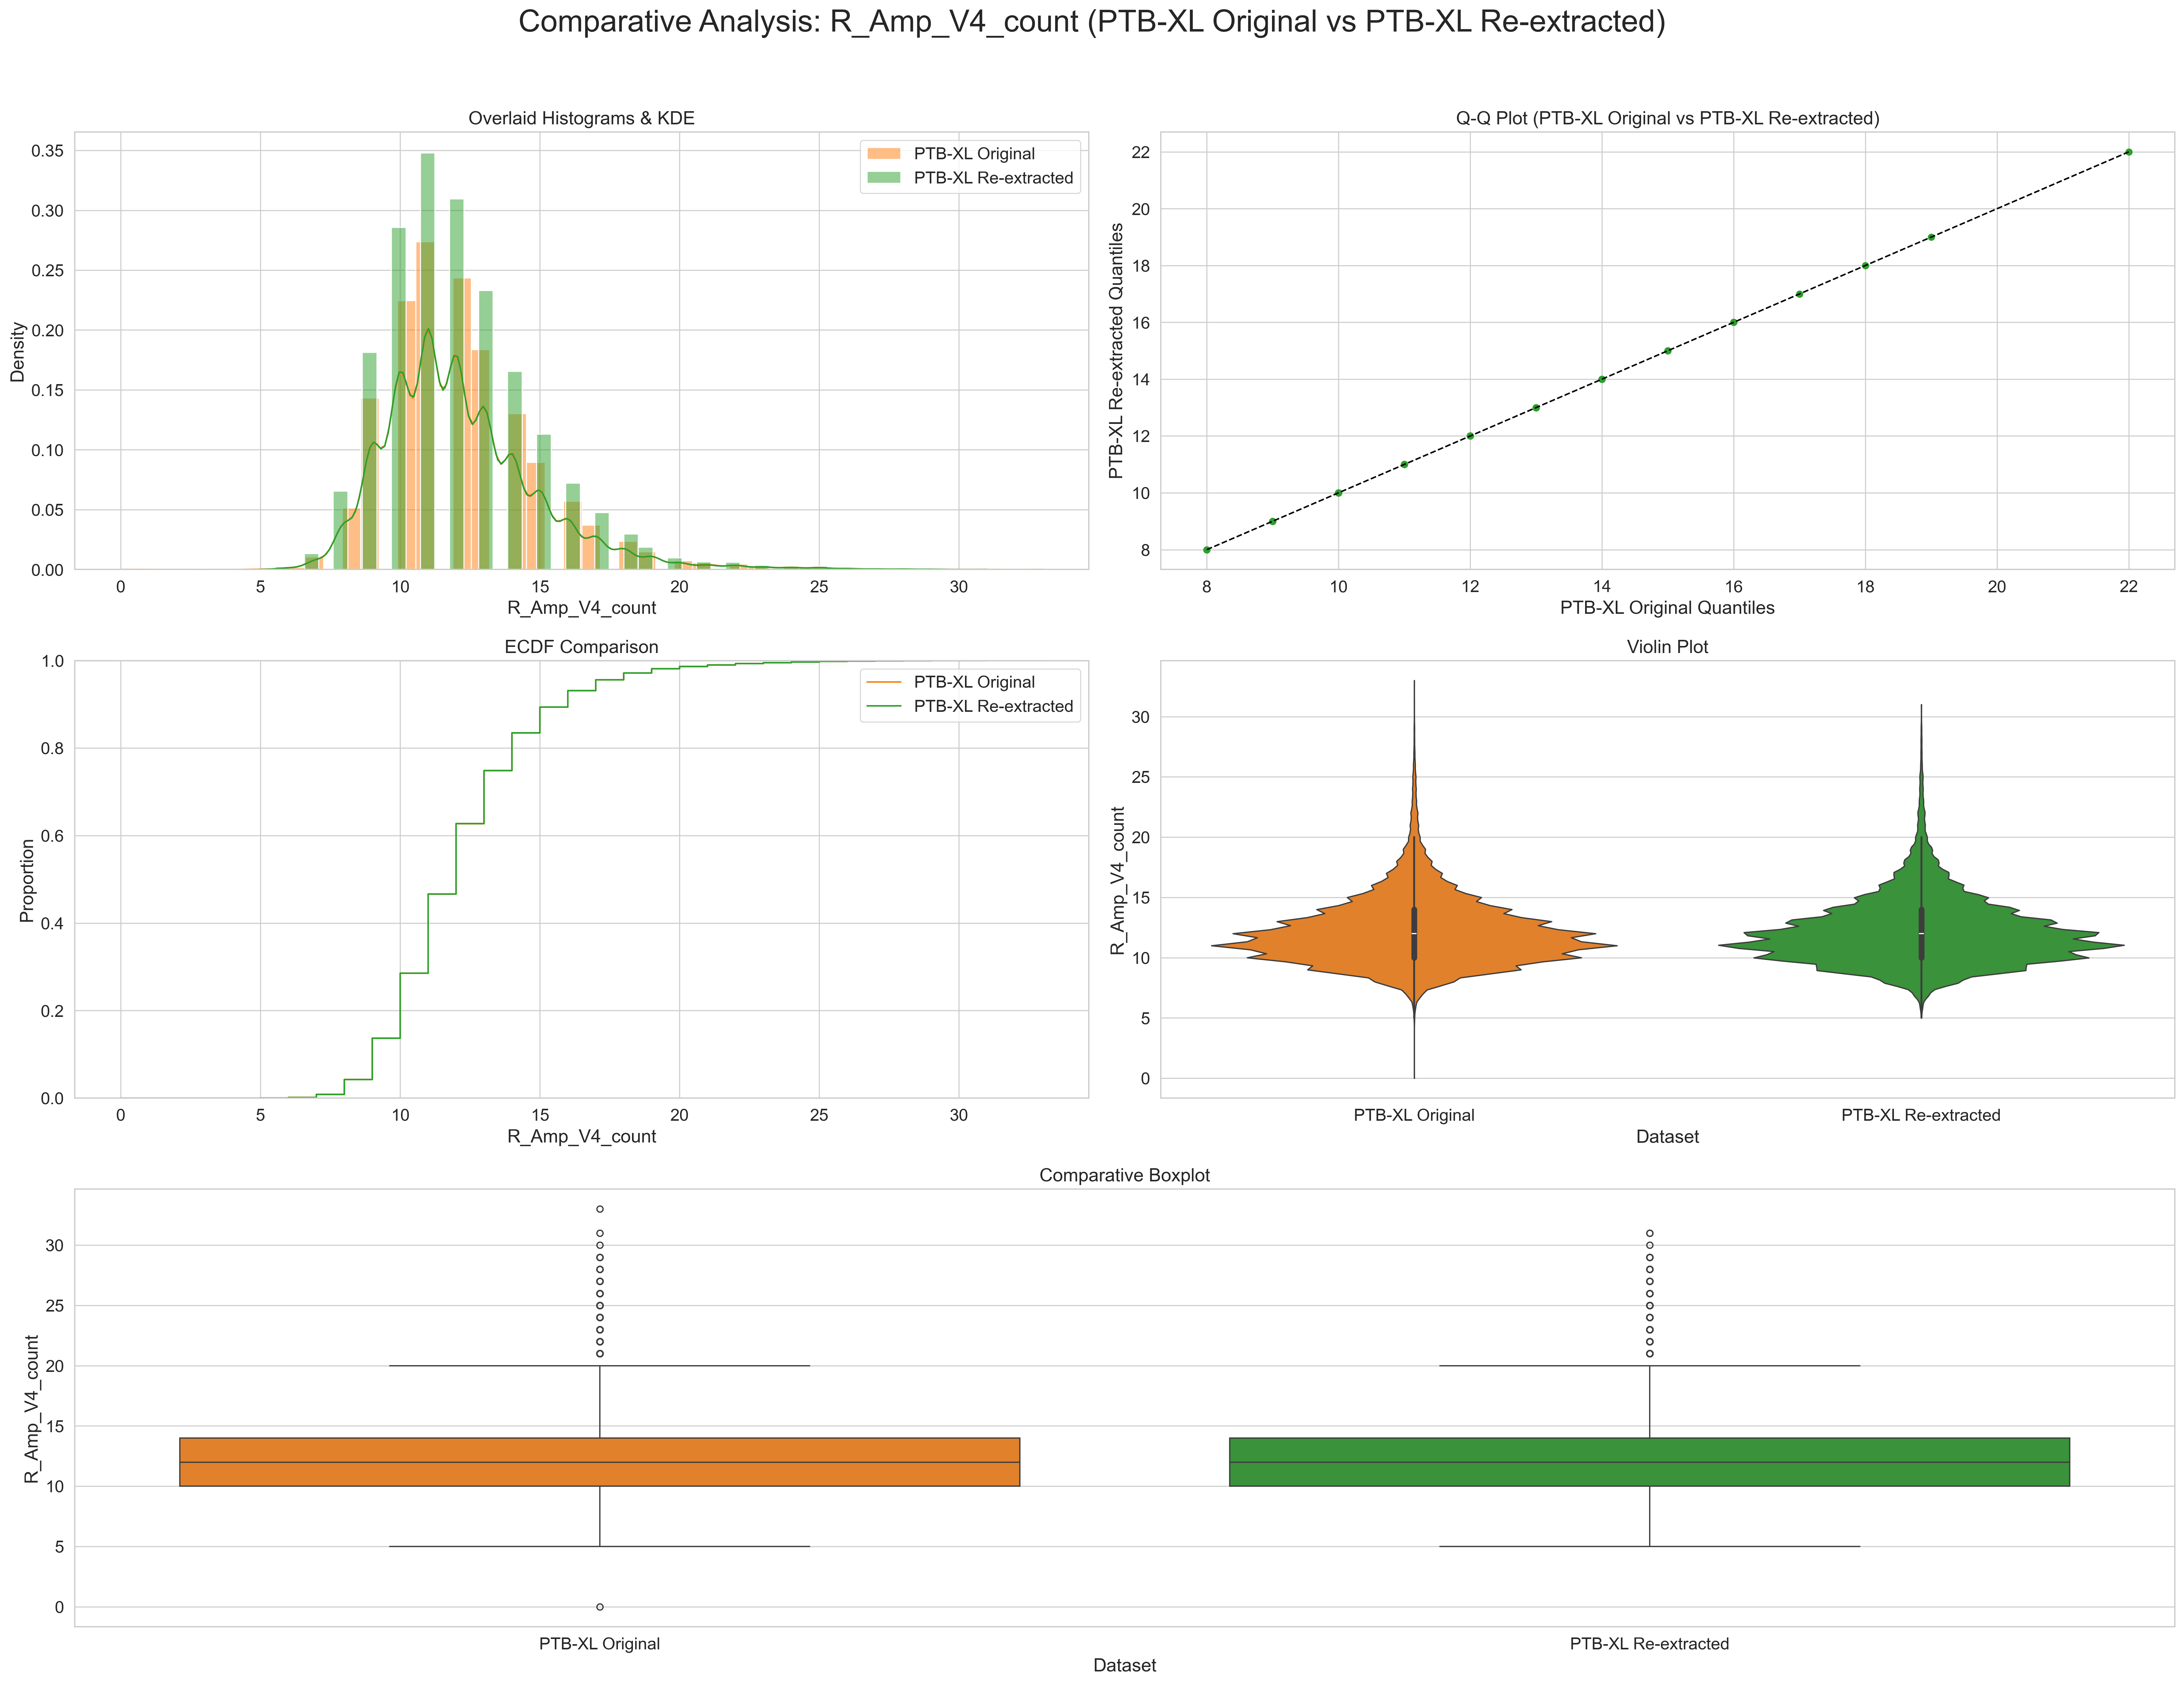 Comparative Analysis: R_Amp_V4_count (PTB-XL Original vs PTB-XL Re-extracted)
Overlaid Histograms & KDE
PTB-XL Original
PTB-XL Re-extracted
0.35
0.30
0.25
0.20
0.15
0.10
0.05
0.00
Density
0 5 10 15 20 25 30
R_Amp_V4_count
Q-Q Plot (PTB-XL Original vs PTB-XL Re-extracted)
22
20
18
16
14
12
10
8
PTB-XL Re-extracted Quantiles
8 10 12 14 16 18 20 22
PTB-XL Original Quantiles
ECDF Comparison
PTB-XL Original
PTB-XL Re-extracted
1.0
0.8
0.6
0.4
0.2
0.0
Proportion
0 5 10 15 20 25 30
R_Amp_V4_count
Violin Plot
30
25
20
15
10
5
0
R_Amp_V4_count
PTB-XL Original PTB-XL Re-extracted
Dataset
Comparative Boxplot
30
25
20
15
10
5
0
R_Amp_V4_count
PTB-XL Original PTB-XL Re-extracted
Dataset